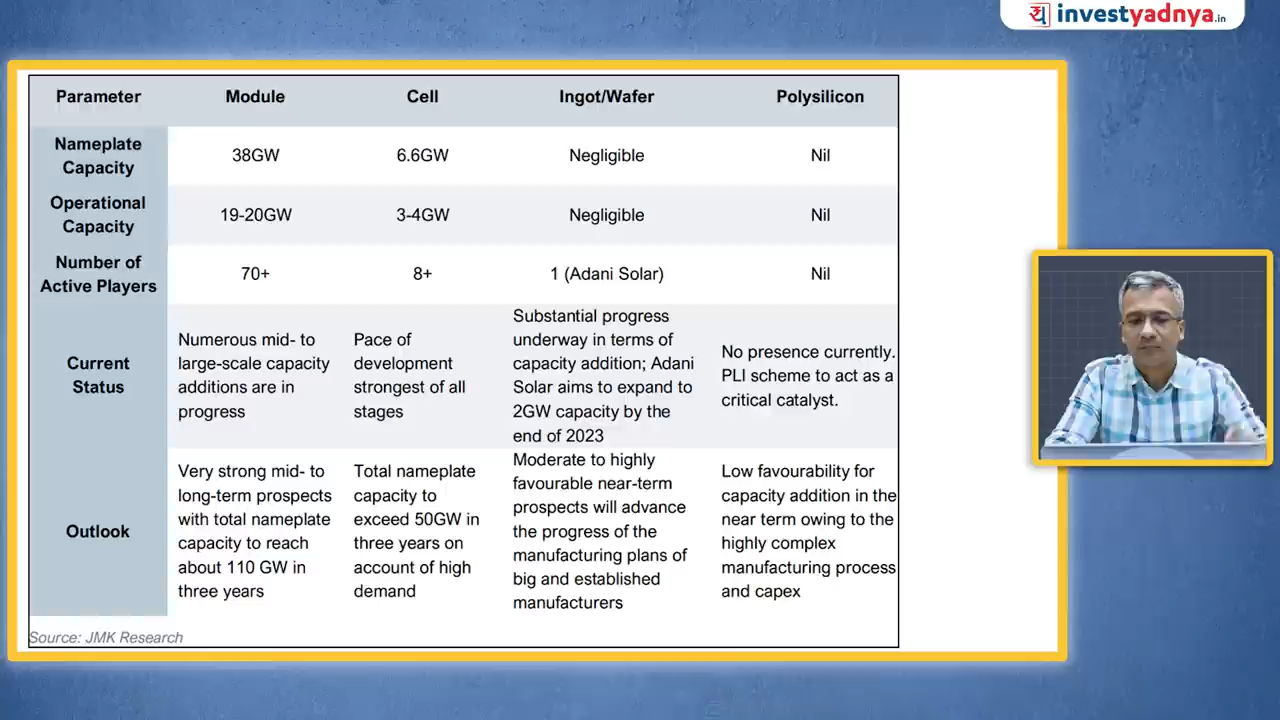 investyadnya.in
Parameter Module Cell Ingot/Wafer Polysilicon
Nameplate
Capacity
38GW 6.6GW Negligible Nil
Operational
Capacity
19-20GW 3-4GW Negligible Nil
Number of
Active Players
70+ 8+ 1 (Adani Solar) Nil
Current
Status
Numerous mid- to
large-scale capacity
additions are in
progress
Pace of
development
strongest of all
stages
Substantial progress
underway in terms of
capacity addition; Adani
Solar aims to expand to
2GW capacity by the
end of 2023
No presence currently.
PLI scheme to act as a
critical catalyst.
Outlook
Very strong mid- to
long-term prospects
with total nameplate
capacity to reach
about 110 GW in
three years
Total nameplate
capacity to
exceed 50GW in
three years on
account of high
demand
Moderate to highly
favourable near-term
prospects will advance
the progress of the
manufacturing plans of
big and established
manufacturers
Low favourability for
capacity addition in the
near term owing to the
highly complex
manufacturing process
and capex
Source: JMK Research